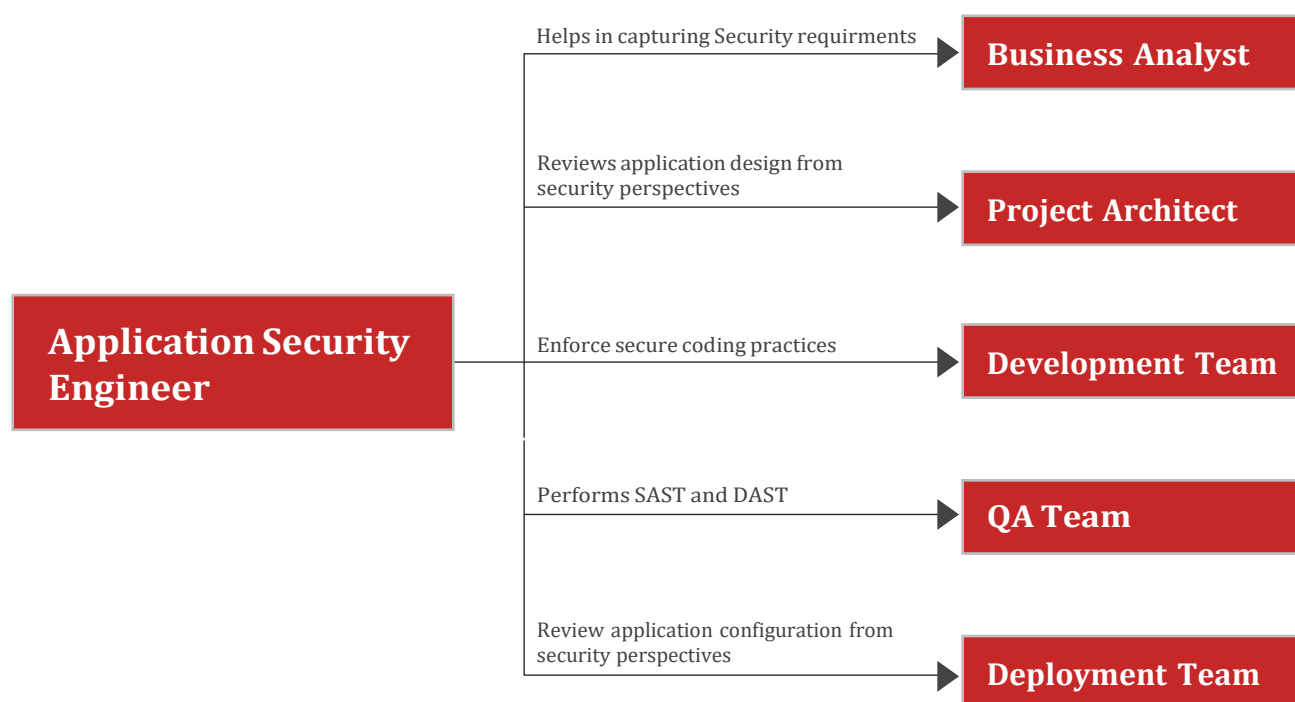 Helps in capturing Security requirments
Business Analyst
Reviews application design from
security perspectives
Project Architect
Application Security
Engineer
Enforce secure coding practices
Development Team
Performs SAST and DAST
QA Team
Review application configuration from
security perspectives
Deployment Team